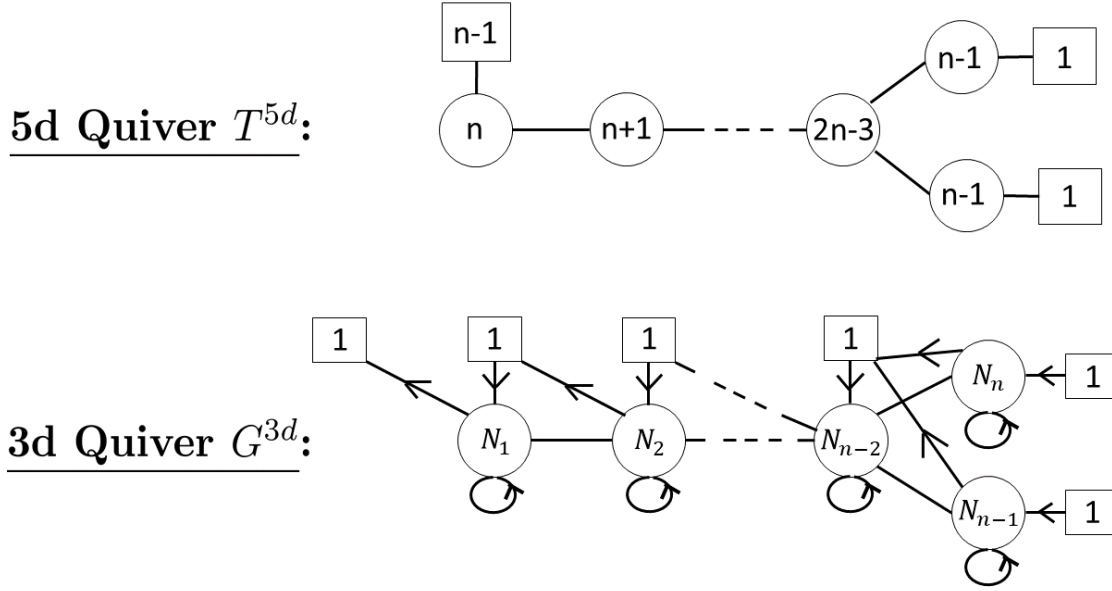 n-1
n-1 1
5d Quiver T^{5d}: n n+1 2n-3
n-1 1
1 1 1 1
N_n 1
3d Quiver G^{3d}: N_1 N_2 N_{n-2}
N_{n-1} 1